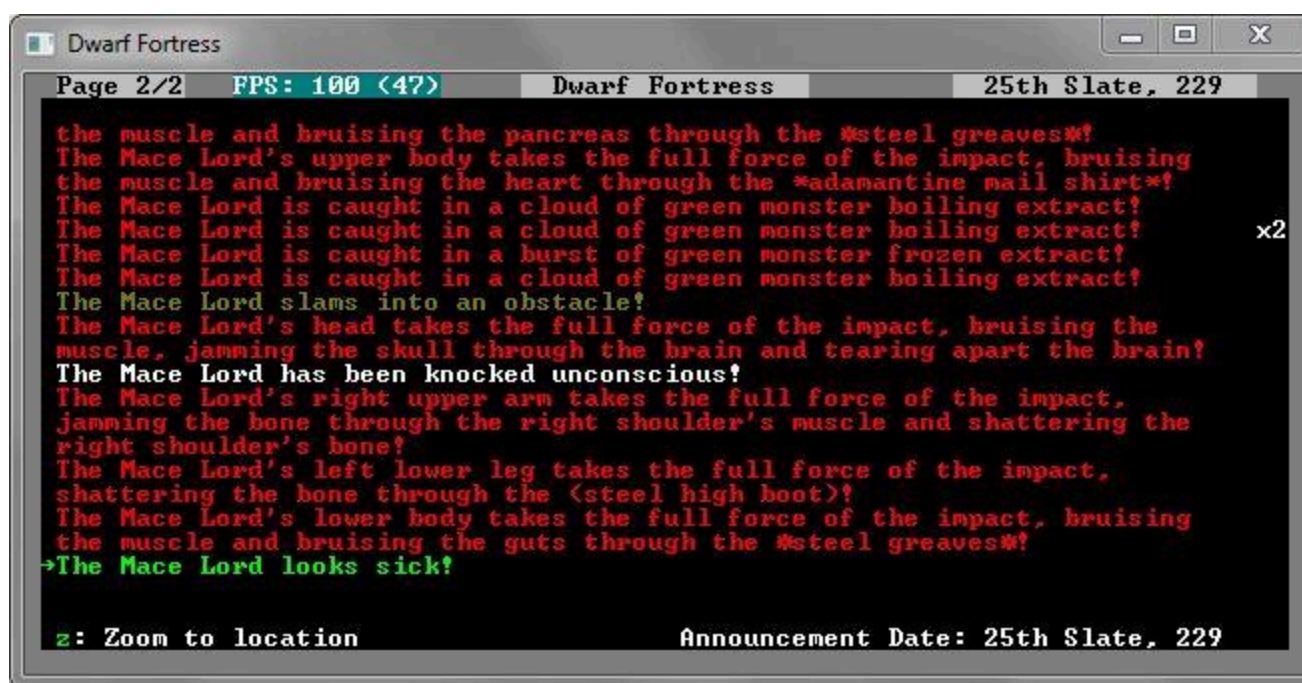 Dwarf Fortress
Page 2/2 FPS: 100 (47) Dwarf Fortress 25th Slate, 229
the muscle and bruising the pancreas through the ☼steel greaves☼!
The Mace Lord's upper body takes the full force of the impact, bruising
the muscle and bruising the heart through the *adamantine mail shirt*!
The Mace Lord is caught in a cloud of green monster boiling extract!
The Mace Lord is caught in a cloud of green monster boiling extract! x2
The Mace Lord is caught in a burst of green monster frozen extract!
The Mace Lord is caught in a cloud of green monster boiling extract!
The Mace Lord slams into an obstacle!
The Mace Lord's head takes the full force of the impact, bruising the
muscle, jamming the skull through the brain and tearing apart the brain!
The Mace Lord has been knocked unconscious!
The Mace Lord's right upper arm takes the full force of the impact,
jamming the bone through the right shoulder's muscle and shattering the
right shoulder's bone!
The Mace Lord's left lower leg takes the full force of the impact,
shattering the bone through the (steel high boot)!
The Mace Lord's lower body takes the full force of the impact, bruising
the muscle and bruising the guts through the ☼steel greaves☼!
→The Mace Lord looks sick!
z: Zoom to location Announcement Date: 25th Slate, 229